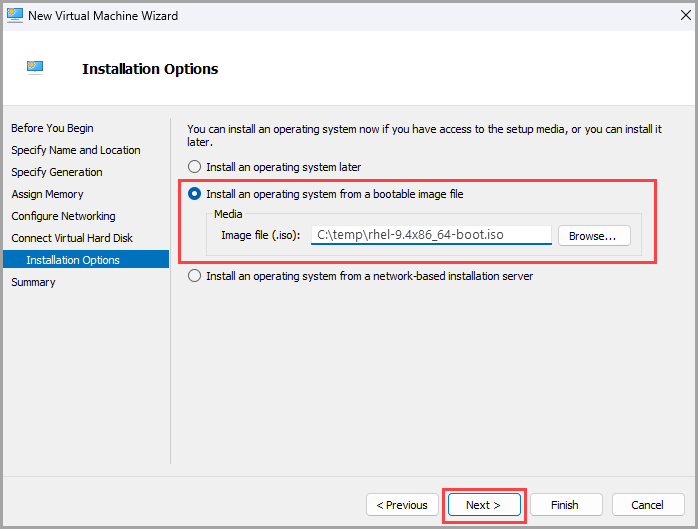 New Virtual Machine Wizard
Installation Options
Before You Begin
Specify Name and Location
Specify Generation
Assign Memory
Configure Networking
Connect Virtual Hard Disk
Installation Options
Summary
You can install an operating system now if you have access to the setup media, or you can install it
later.
Install an operating system later
Install an operating system from a bootable image file
Media
Image file (.iso): C:\temp\rhel-9.4x86_64-boot.iso Browse...
Install an operating system from a network-based installation server
< Previous Next > Finish Cancel